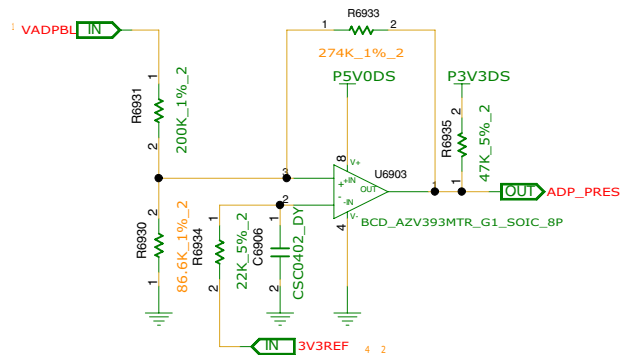 VADPBL
IN
R6933
1
2
274K_1%_2
P5V0DS
P3V3DS
1
R6931
200K_1%_2
2
2
R6935
47K_5%_2
1
8
V+
U6903
3
+
+IN
OUT
1
OUT
ADP_PRES
2
-
-IN
V-
4
BCD_AZV393MTR_G1_SOIC_8P
2
R6930
86.6K_1%_2
1
1
R6934
22K_5%_2
2
1
C6906
CSC0402_DY
2
IN
3V3REF
4 2